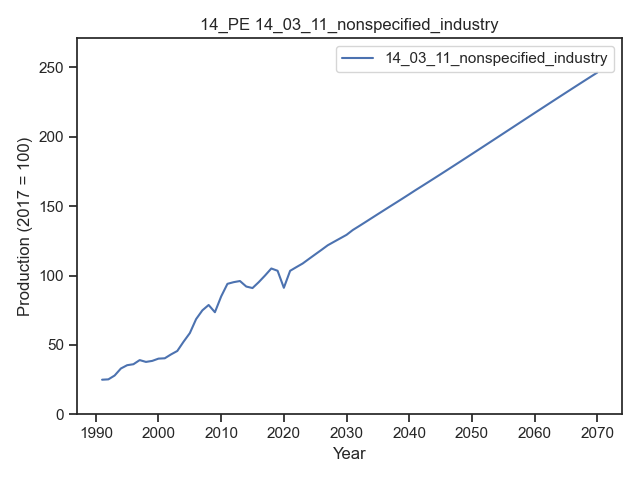 14_PE 14_03_11_nonspecified_industry
14_03_11_nonspecified_industry
Production (2017 = 100)
250
200
150
100
50
0
1990 2000 2010 2020 2030 2040 2050 2060 2070
Year